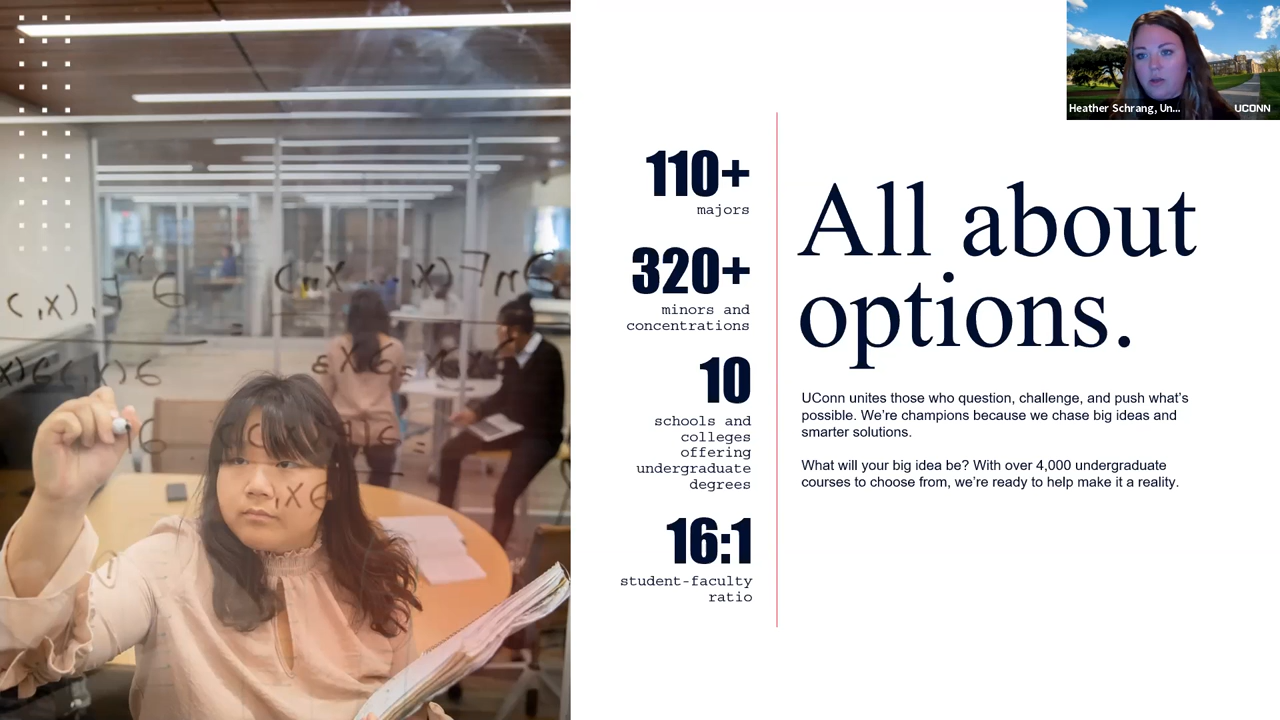 110+
majors
320+
minors and
concentrations
10
schools and
colleges
offering
undergraduate
degrees
16:1
student-faculty
ratio
All about
options.
UConn unites those who question, challenge, and push what's
possible. We're champions because we chase big ideas and
smarter solutions.
What will your big idea be? With over 4,000 undergraduate
courses to choose from, we're ready to help make it a reality.
Heather Schrang, Un...
UCONN